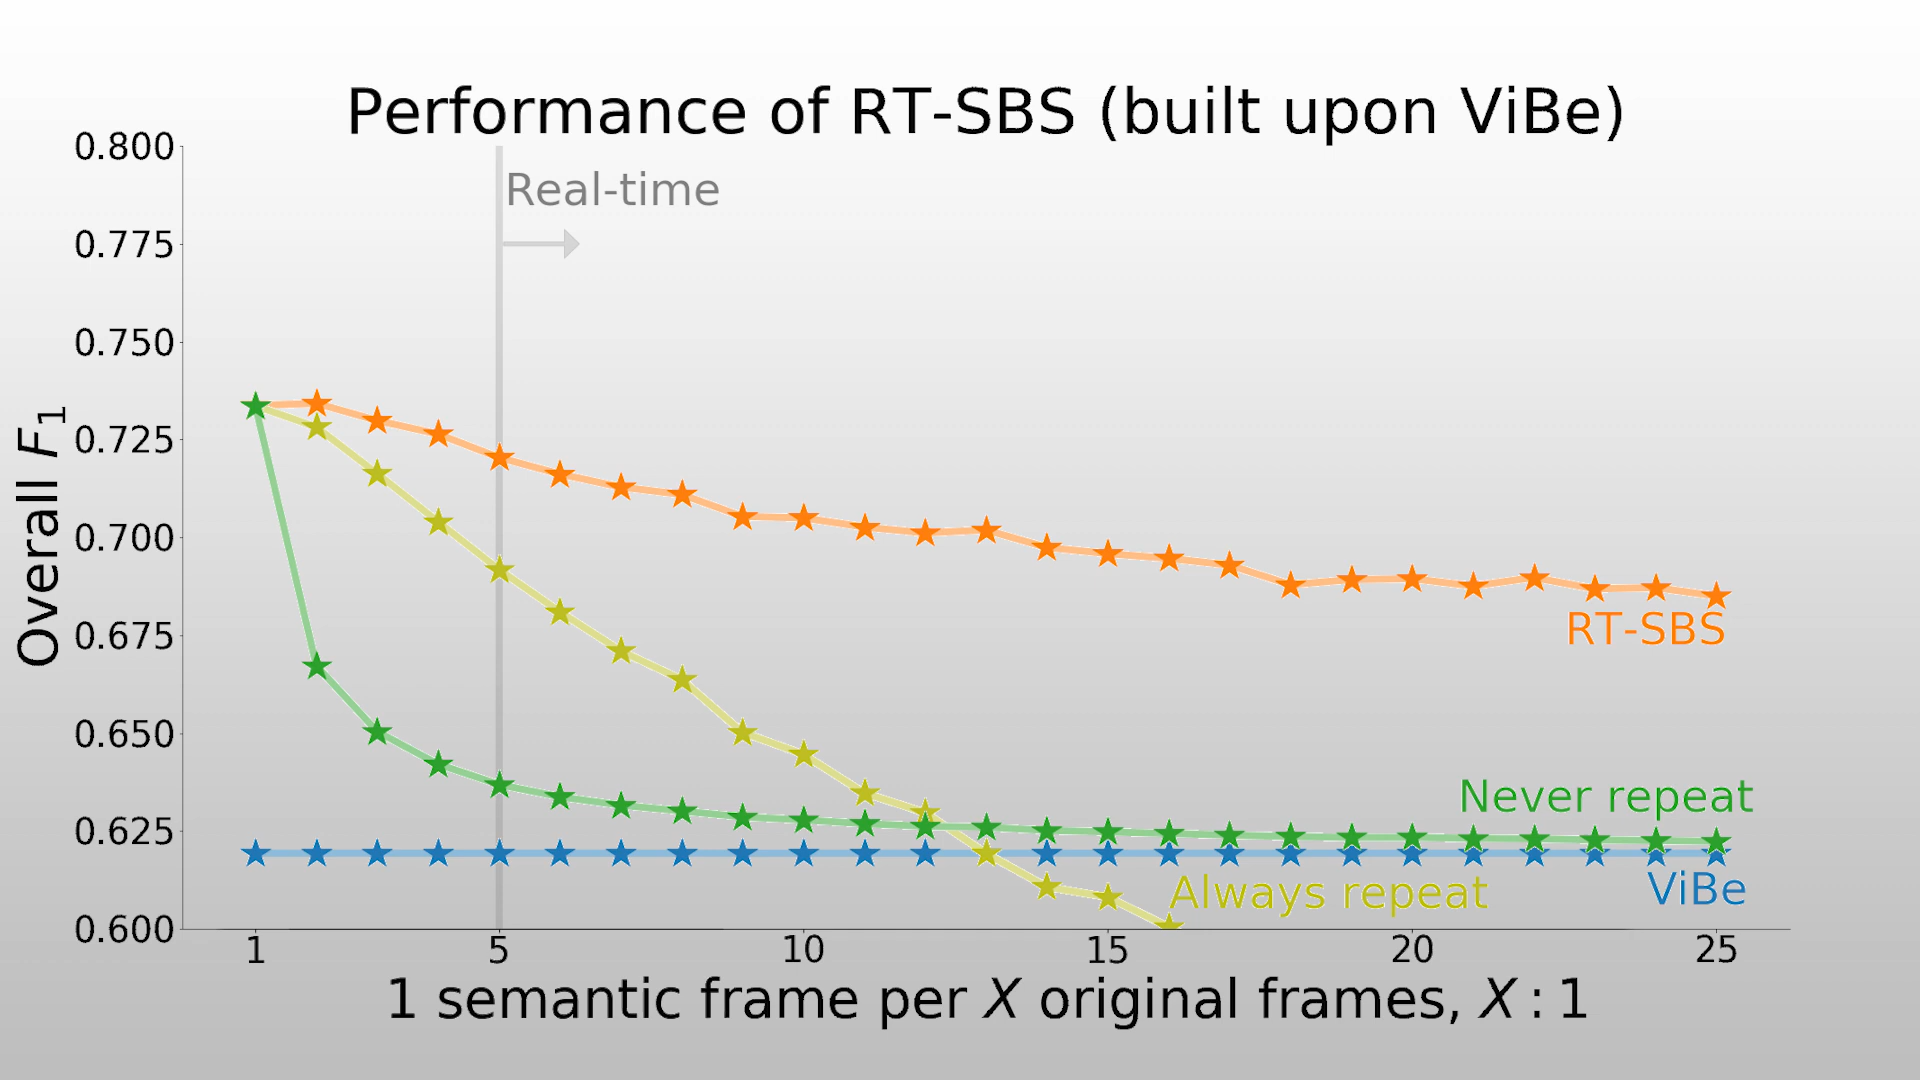 Performance of RT-SBS (built upon ViBe)
0.800
Real-time
0.775
0.750
0.725
0.700
0.675
0.650
0.625
0.600
Overall F1
RT-SBS
Never repeat
Always repeat
ViBe
1 5 10 15 20 25
1 semantic frame per X original frames, X : 1